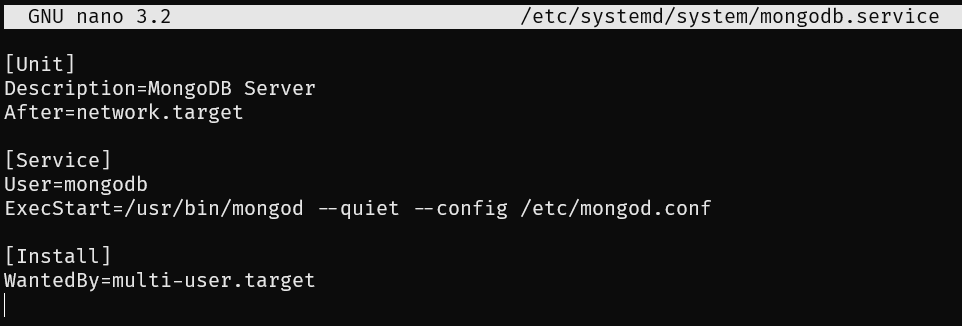 GNU nano 3.2 /etc/systemd/system/mongodb.service
[Unit]
Description=MongoDB Server
After=network.target
[Service]
User=mongodb
ExecStart=/usr/bin/mongod --quiet --config /etc/mongod.conf
[Install]
WantedBy=multi-user.target